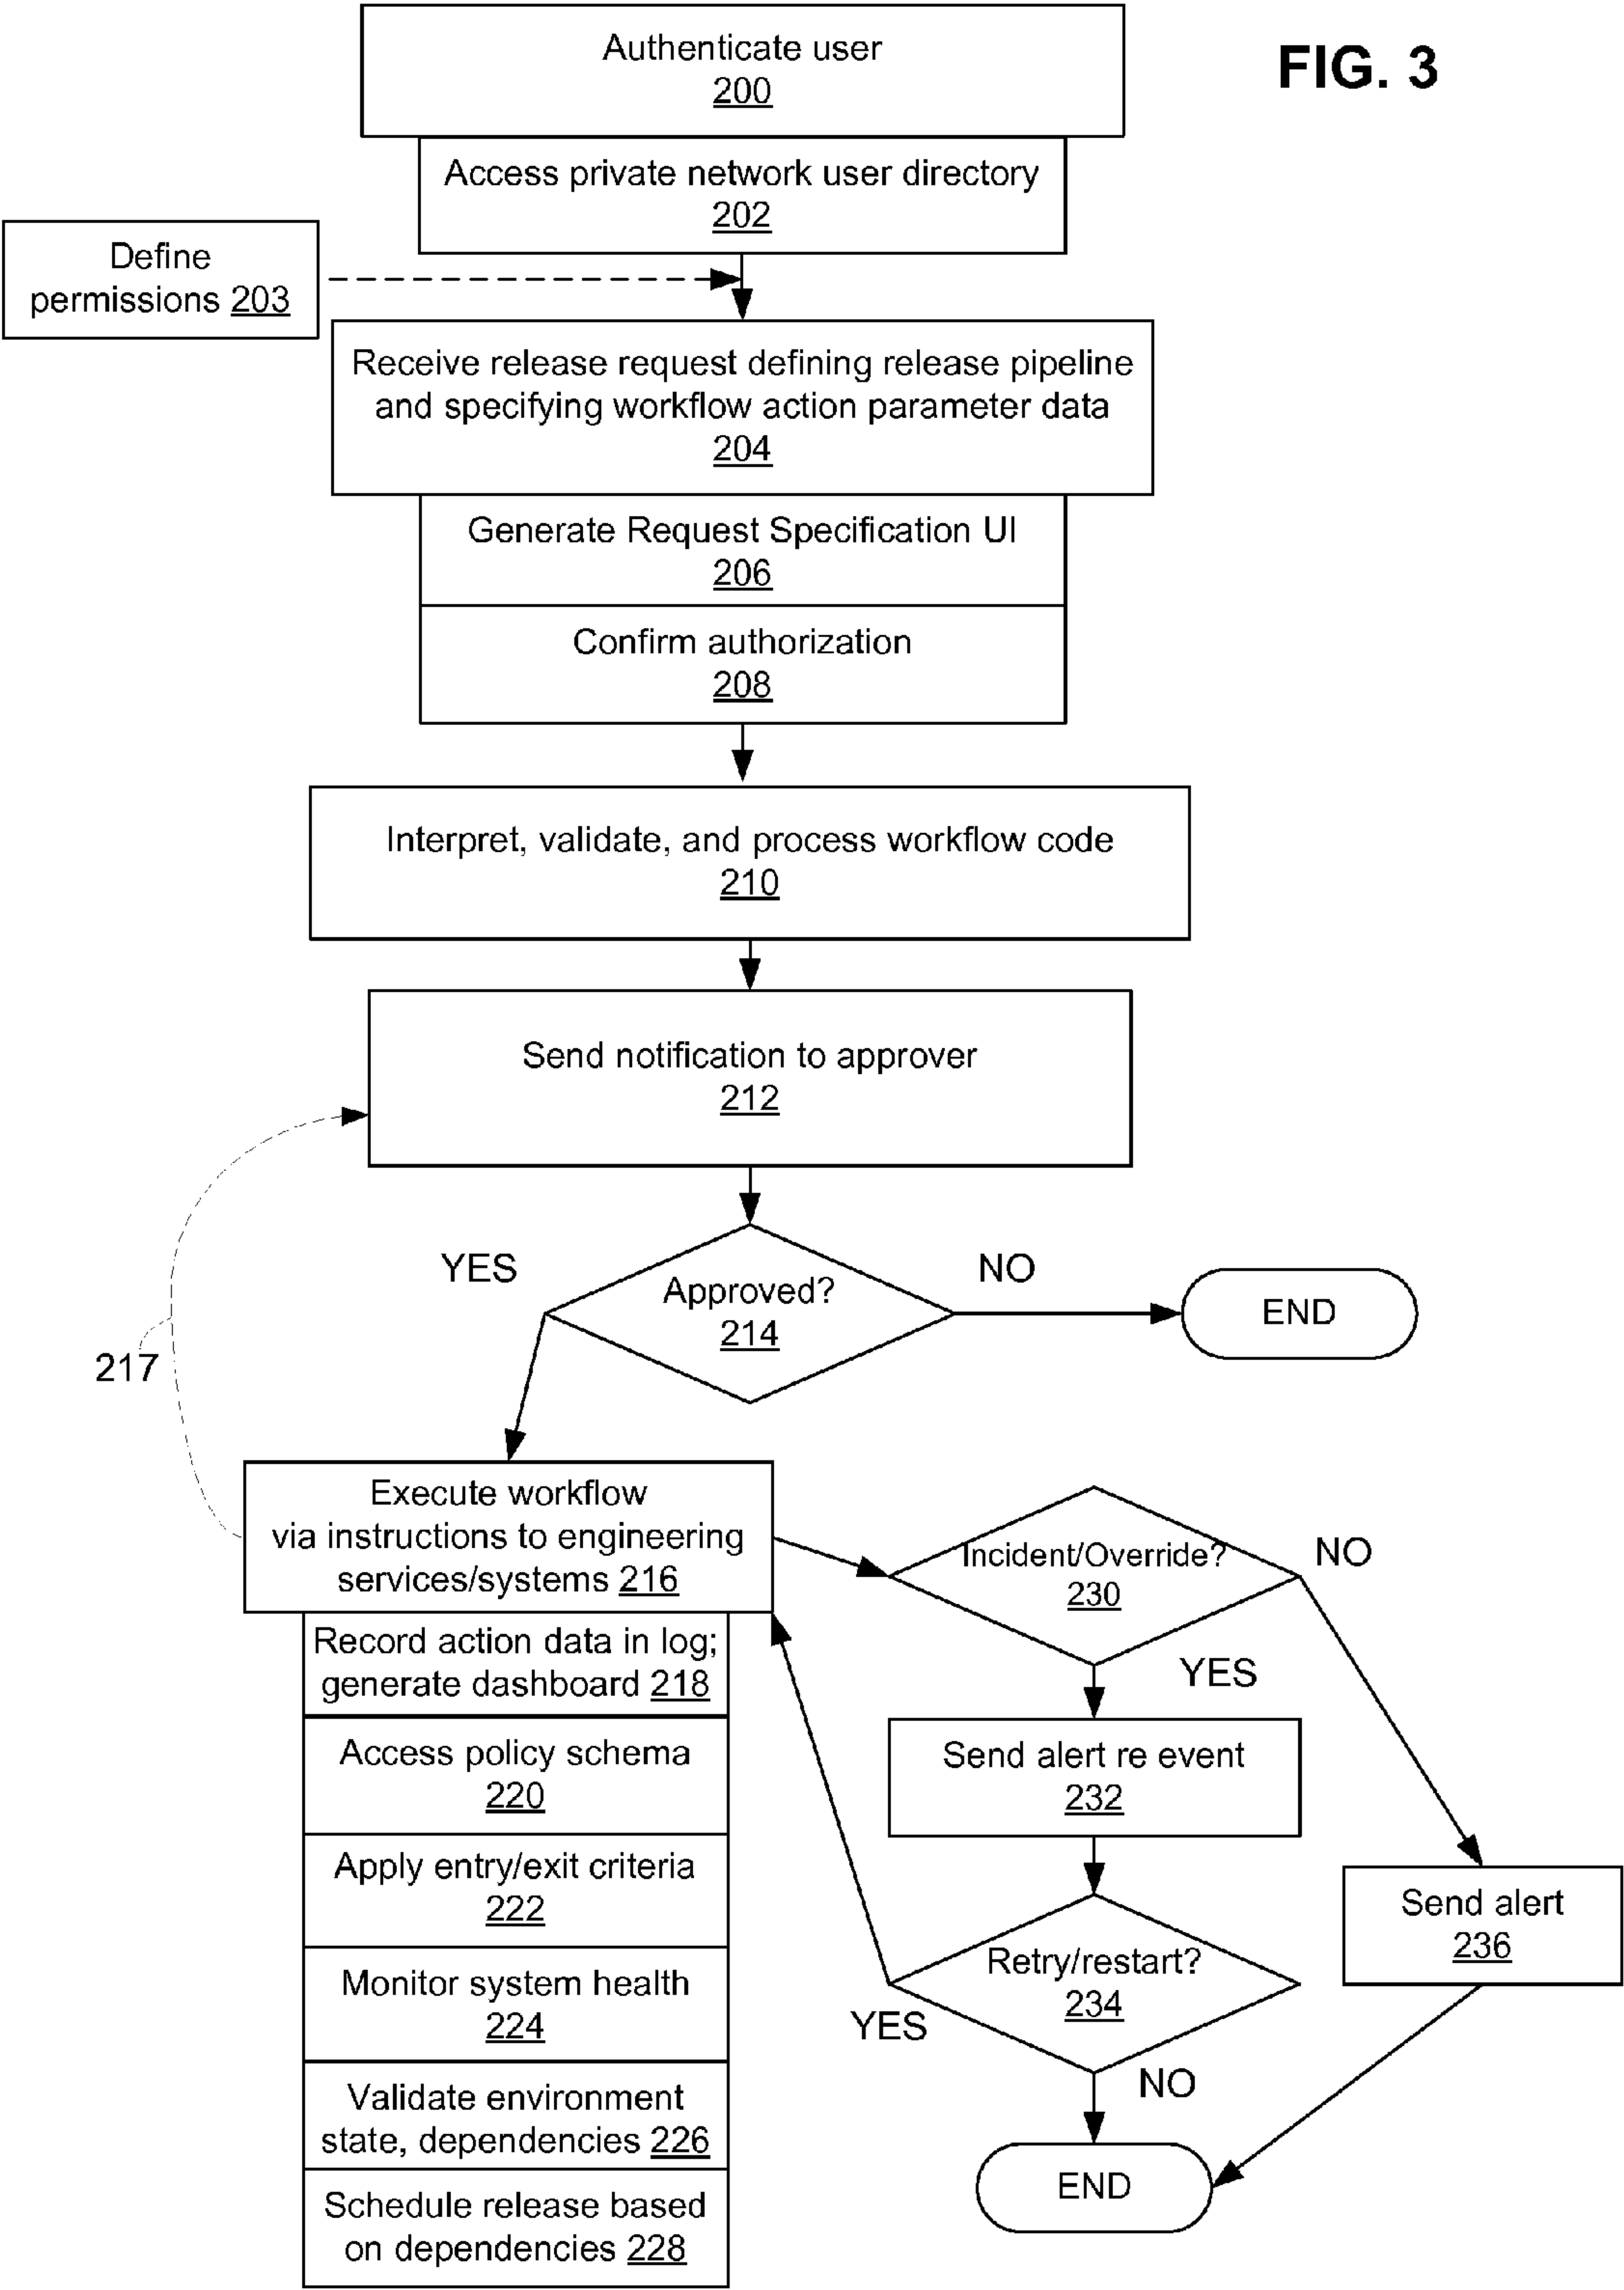 FIG. 3
Authenticate user
200
Access private network user directory
202
Define
permissions 203
Receive release request defining release pipeline
and specifying workflow action parameter data
204
Generate Request Specification UI
206
Confirm authorization
208
Interpret, validate, and process workflow code
210
Send notification to approver
212
YES
Approved?
214
NO
END
217
Execute workflow
via instructions to engineering
services/systems 216
Record action data in log;
generate dashboard 218
Access policy schema
220
Apply entry/exit criteria
222
Monitor system health
224
Validate environment
state, dependencies 226
Schedule release based
on dependencies 228
Incident/Override?
230
NO
YES
Send alert re event
232
Retry/restart?
234
YES
NO
Send alert
236
END